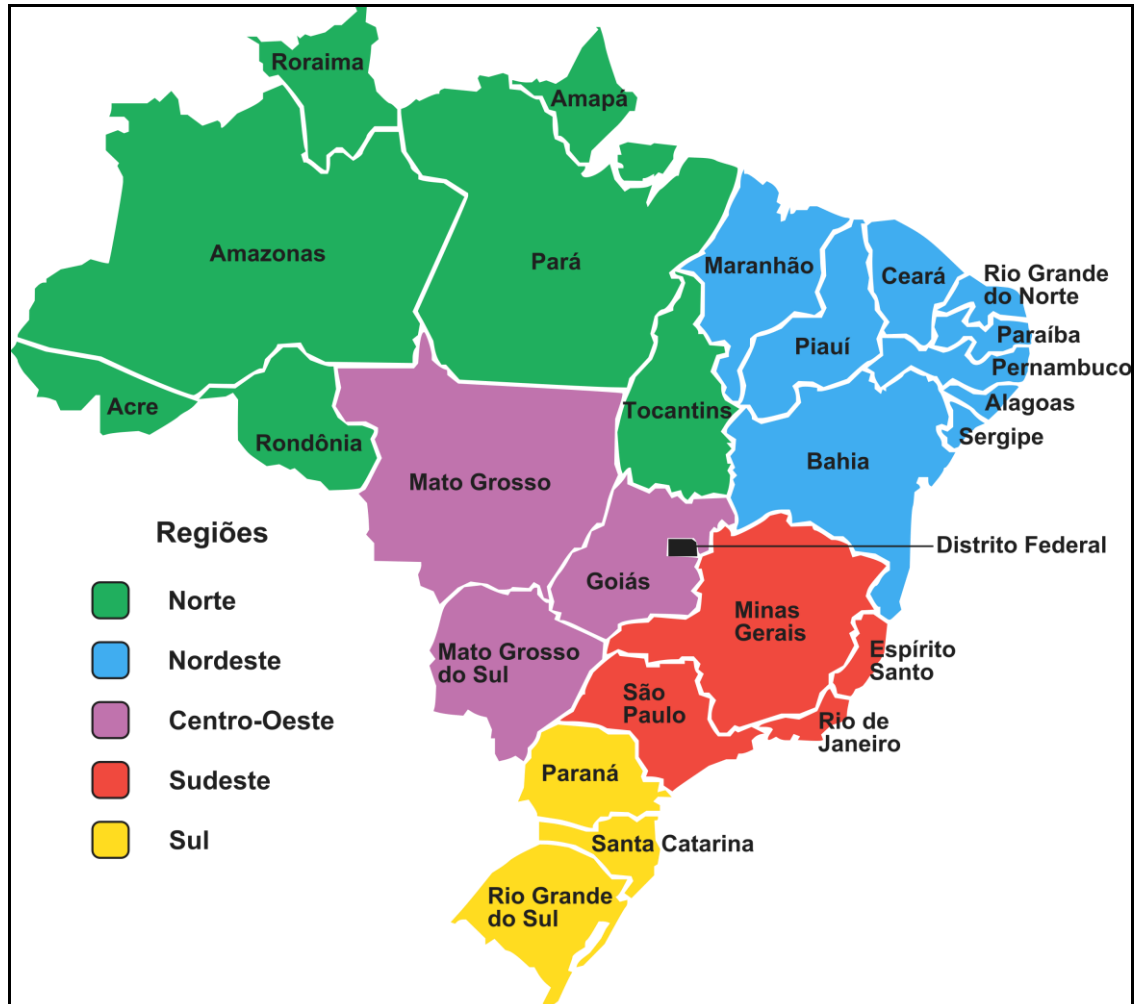 Roraima
Amapá
Amazonas
Pará
Maranhão
Ceará
Rio Grande
do Norte
Paraíba
Piauí
Pernambuco
Alagoas
Acre
Tocantins
Sergipe
Rondônia
Bahia
Mato Grosso
Distrito Federal
Goiás
Minas
Gerais
Mato Grosso
do Sul
Espírito
Santo
São
Paulo
Rio de
Janeiro
Paraná
Santa Catarina
Rio Grande
do Sul
Regiões
Norte
Nordeste
Centro-Oeste
Sudeste
Sul